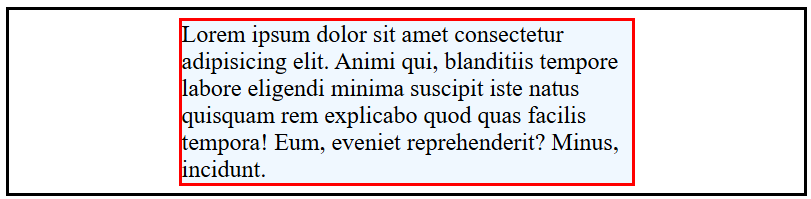 Lorem ipsum dolor sit amet consectetur
adipisicing elit. Animi qui, blanditiis tempore
labore eligendi minima suscipit iste natus
quisquam rem explicabo quod quas facilis
tempora! Eum, eveniet reprehenderit? Minus,
incidunt.